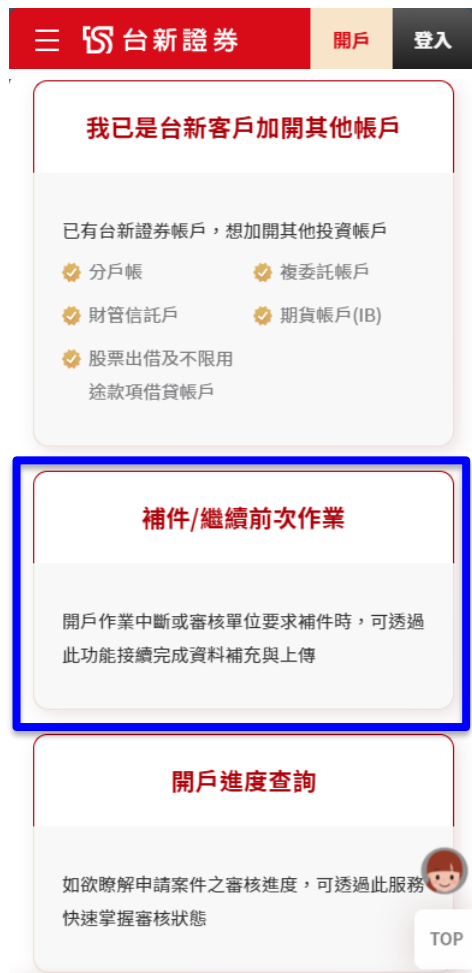 台新證券
開戶
登入
我已是台新客戶加開其他帳戶
已有台新證券帳戶，想加開其他投資帳戶
分戶帳
複委託帳戶
財管信託戶
期貨帳戶(IB)
股票出借及不限用
途款項借貸帳戶
補件/繼續前次作業
開戶作業中斷或審核單位要求補件時，可透過
此功能接續完成資料補充與上傳
開戶進度查詢
如欲瞭解申請案件之審核進度，可透過此服務
快速掌握審核狀態
TOP